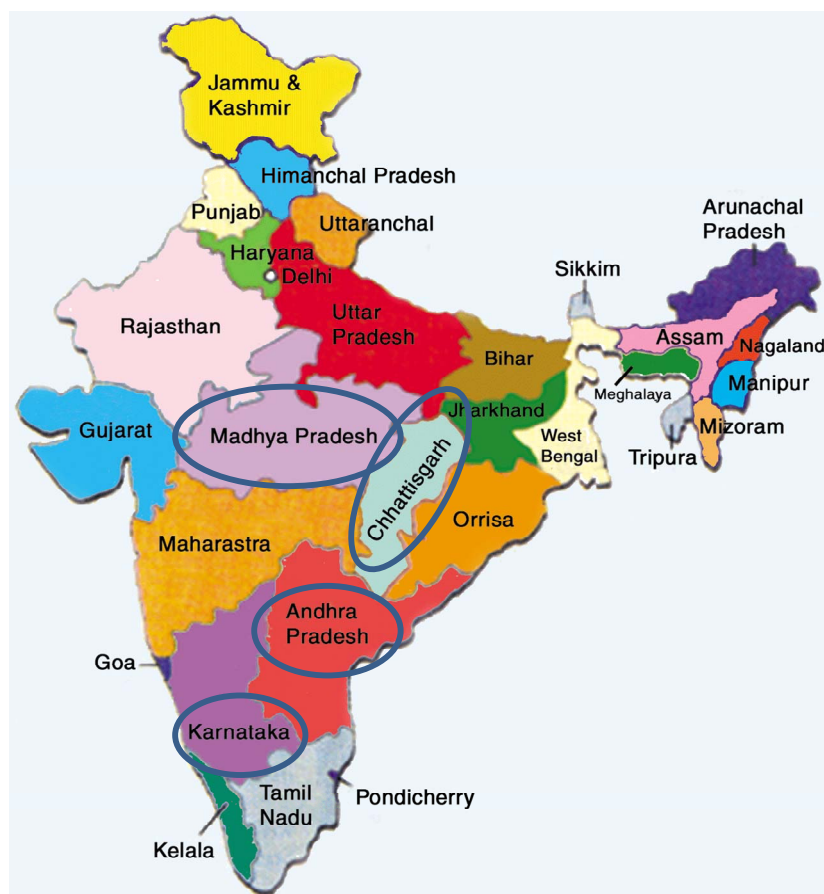 Jammu &
Kashmir
Himanchal Pradesh
Punjab
Uttaranchal
Arunachal
Pradesh
Haryana
Delhi
Sikkim
Uttar
Pradesh
Rajasthan
Assam
Nagaland
Bihar
Meghalaya
Manipur
Jharkhand
Gujarat
Madhya Pradesh
West
Bengal
Tripura
Mizoram
Chhattisgarh
Orrisa
Maharastra
Andhra
Pradesh
Goa
Karnataka
Tamil
Nadu
Pondicherry
Kelala